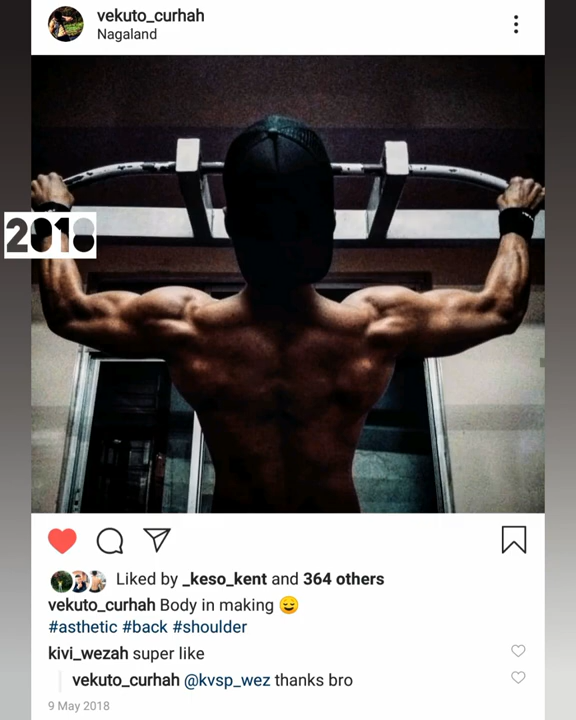 vekuto_curhah
Nagaland
2018
Liked by _keso_kent and 364 others
vekuto_curhah Body in making 😌
#asthetic #back #shoulder
kivi_wezah super like
vekuto_curhah @kvsp_wez thanks bro
9 May 2018